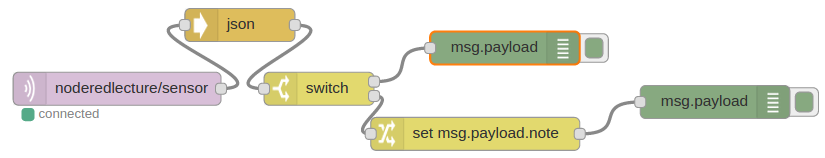 json
msg.payload
noderedlecture/sensor
switch
msg.payload
connected
set msg.payload.note